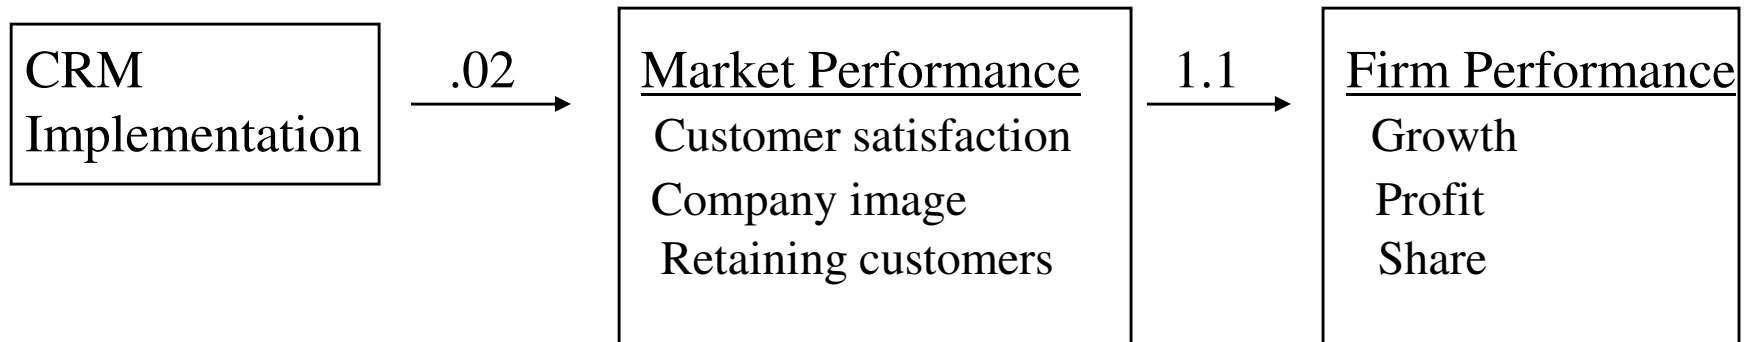 CRM
Implementation
.02
Market Performance
Customer satisfaction
Company image
Retaining customers
1.1
Firm Performance
Growth
Profit
Share